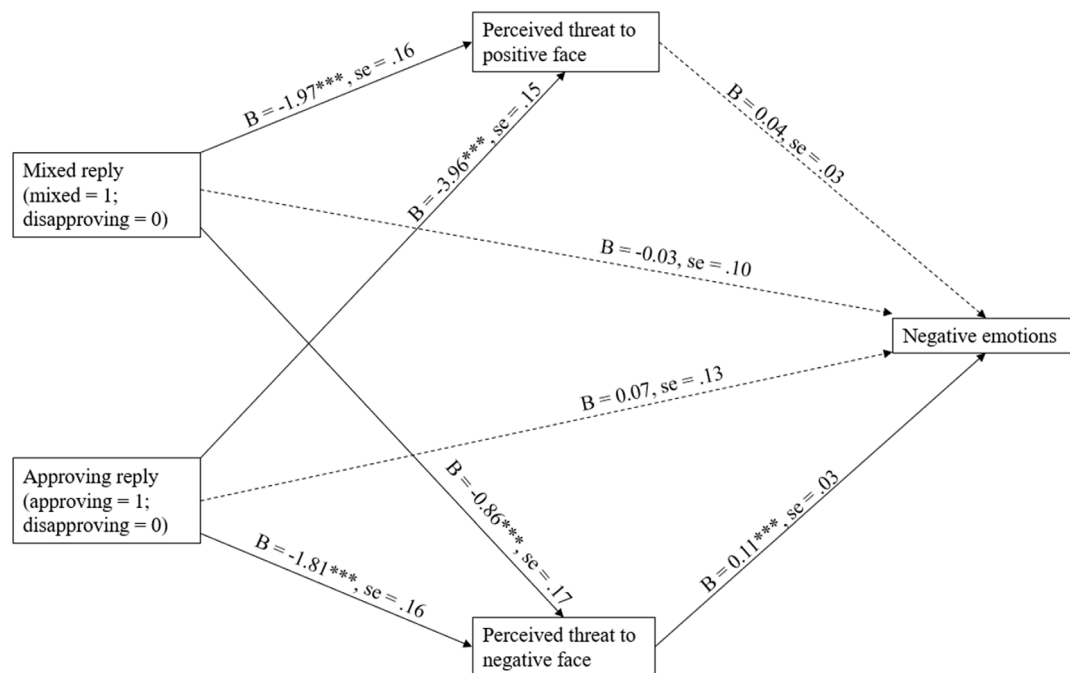 Perceived threat to
positive face
B = -1.97***, se = .16
B = -3.96***, se = .15
B = 0.04, se = .03
Mixed reply
(mixed = 1;
disapproving = 0)
B = -0.03, se = .10
Negative emotions
B = 0.07, se = .13
Approving reply
(approving = 1;
disapproving = 0)
B = -0.86***, se = .17
B = 0.11***, se = .03
B = -1.81***, se = .16
Perceived threat to
negative face